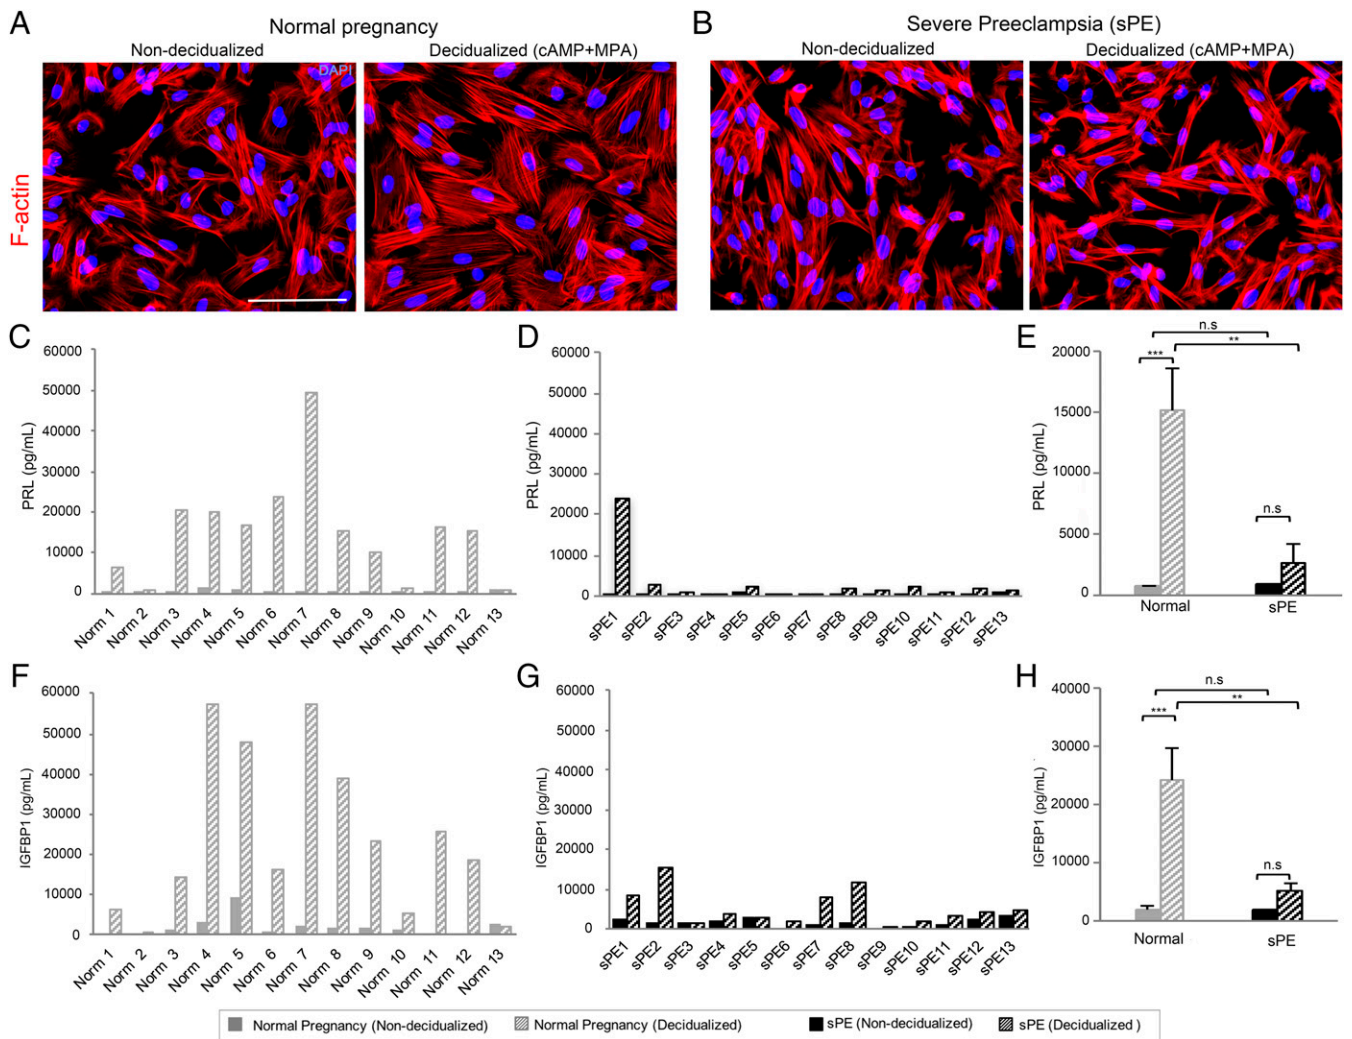 A
Normal pregnancy
Non-decidualized
Decidualized (cAMP+MPA)
DAPI
F-actin
B
Severe Preeclampsia (sPE)
Non-decidualized
Decidualized (cAMP+MPA)
C
PRL (pg/mL)
60000
50000
40000
30000
20000
10000
0
Norm 1
Norm 2
Norm 3
Norm 4
Norm 5
Norm 6
Norm 7
Norm 8
Norm 9
Norm 10
Norm 11
Norm 12
Norm 13
D
PRL (pg/mL)
60000
50000
40000
30000
20000
10000
0
sPE1
sPE2
sPE3
sPE4
sPE5
sPE6
sPE7
sPE8
sPE9
sPE10
sPE11
sPE12
sPE13
E
PRL (pg/mL)
20000
15000
10000
5000
0
n.s
**
***
n.s
Normal
sPE
F
IGFBP1 (pg/mL)
60000
50000
40000
30000
20000
10000
0
Norm 1
Norm 2
Norm 3
Norm 4
Norm 5
Norm 6
Norm 7
Norm 8
Norm 9
Norm 10
Norm 11
Norm 12
Norm 13
G
IGFBP1 (pg/mL)
60000
50000
40000
30000
20000
10000
0
sPE1
sPE2
sPE3
sPE4
sPE5
sPE6
sPE7
sPE8
sPE9
sPE10
sPE11
sPE12
sPE13
H
IGFBP1 (pg/mL)
40000
30000
20000
10000
0
n.s
**
***
n.s
Normal
sPE
Normal Pregnancy (Non-decidualized)
Normal Pregnancy (Decidualized)
sPE (Non-decidualized)
sPE (Decidualized )